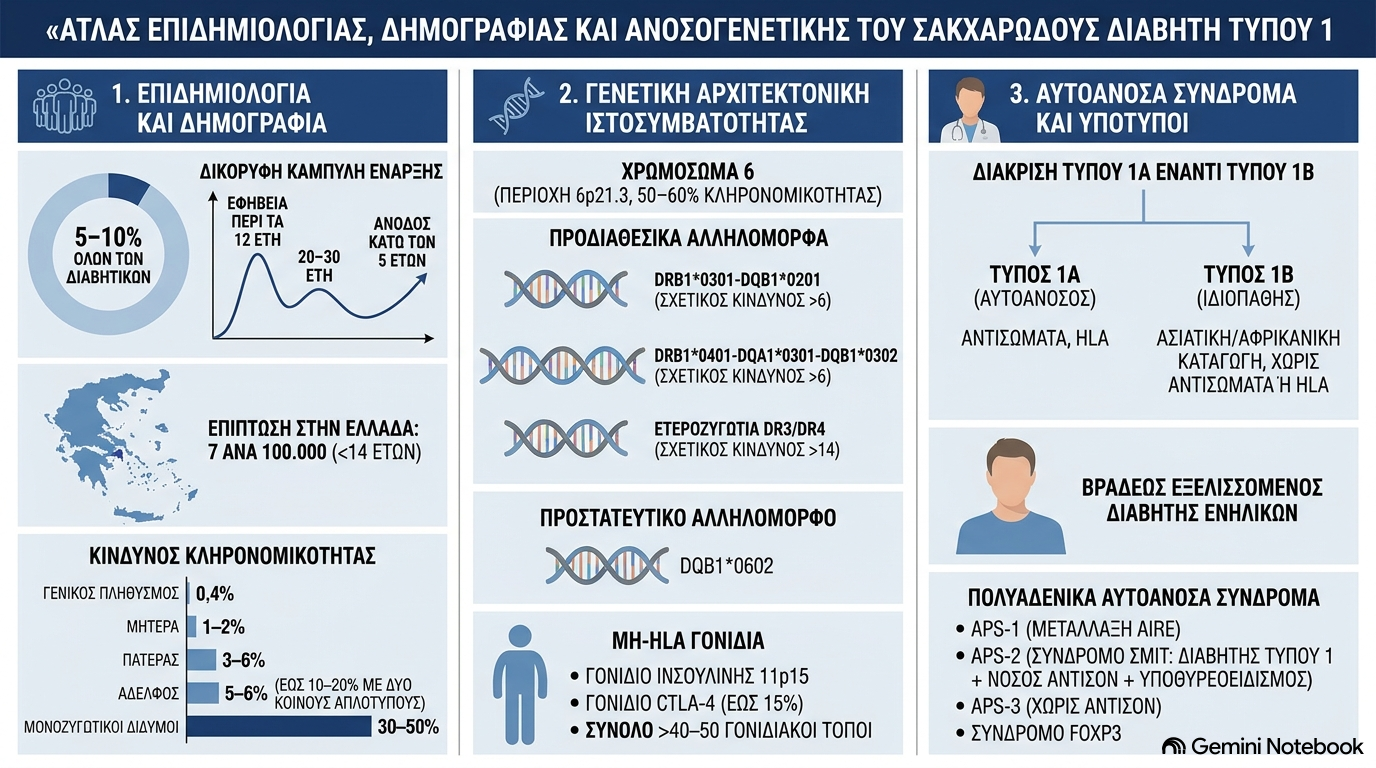 «ΑΤΛΑΣ ΕΠΙΔΗΜΙΟΛΟΓΙΑΣ, ΔΗΜΟΓΡΑΦΙΑΣ ΚΑΙ ΑΝΟΣΟΓΕΝΕΤΙΚΗΣ ΤΟΥ ΣΑΚΧΑΡΩΔΟΥΣ ΔΙΑΒΗΤΗ ΤΥΠΟΥ 1
1. ΕΠΙΔΗΜΙΟΛΟΓΙΑ
ΚΑΙ ΔΗΜΟΓΡΑΦΙΑ
5–10%
ΟΛΩΝ ΤΩΝ
ΔΙΑΒΗΤΙΚΩΝ
ΔΙΚΟΡΥΦΗ ΚΑΜΠΥΛΗ ΕΝΑΡΞΗΣ
ΕΦΗΒΕΙΑ
ΠΕΡΙ ΤΑ
12 ΕΤΗ
20–30
ΕΤΗ
ΑΝΟΔΟΣ
ΚΑΤΩ ΤΩΝ
5 ΕΤΩΝ
ΕΠΙΠΤΩΣΗ ΣΤΗΝ ΕΛΛΑΔΑ:
7 ΑΝΑ 100.000 (<14 ΕΤΩΝ)
ΚΙΝΔΥΝΟΣ ΚΛΗΡΟΝΟΜΙΚΟΤΗΤΑΣ
ΓΕΝΙΚΟΣ ΠΛΗΘΥΣΜΟΣ 0,4%
ΜΗΤΕΡΑ 1–2%
ΠΑΤΕΡΑΣ 3–6%
ΑΔΕΛΦΟΣ 5–6% (ΕΩΣ 10–20% ΜΕ ΔΥΟ
ΚΟΙΝΟΥΣ ΑΠΛΟΤΥΠΟΥΣ)
ΜΟΝΟΖΥΓΩΤΙΚΟΙ ΔΙΔΥΜΟΙ 30–50%
2. ΓΕΝΕΤΙΚΗ ΑΡΧΙΤΕΚΤΟΝΙΚΗ
ΙΣΤΟΣΥΜΒΑΤΟΤΗΤΑΣ
ΧΡΩΜΟΣΩΜΑ 6
(ΠΕΡΙΟΧΗ 6p21.3, 50–60% ΚΛΗΡΟΝΟΜΙΚΟΤΗΤΑΣ)
ΠΡΟΔΙΑΘΕΣΙΚΑ ΑΛΛΗΛΟΜΟΡΦΑ
DRB1*0301-DQB1*0201
(ΣΧΕΤΙΚΟΣ ΚΙΝΔΥΝΟΣ >6)
DRB1*0401-DQA1*0301-DQB1*0302
(ΣΧΕΤΙΚΟΣ ΚΙΝΔΥΝΟΣ >6)
ΕΤΕΡΟΖΥΓΩΤΙΑ DR3/DR4
(ΣΧΕΤΙΚΟΣ ΚΙΝΔΥΝΟΣ >14)
ΠΡΟΣΤΑΤΕΥΤΙΚΟ ΑΛΛΗΛΟΜΟΡΦΟ
DQB1*0602
ΜΗ-HLA ΓΟΝΙΔΙΑ
• ΓΟΝΙΔΙΟ ΙΝΣΟΥΛΙΝΗΣ 11p15
• ΓΟΝΙΔΙΟ CTLA-4 (ΕΩΣ 15%)
• ΣΥΝΟΛΟ >40–50 ΓΟΝΙΔΙΑΚΟΙ ΤΟΠΟΙ
3. ΑΥΤΟΑΝΟΣΑ ΣΥΝΔΡΟΜΑ
ΚΑΙ ΥΠΟΤΥΠΟΙ
ΔΙΑΚΡΙΣΗ ΤΥΠΟΥ 1Α ΕΝΑΝΤΙ ΤΥΠΟΥ 1Β
ΤΥΠΟΣ 1Α
(ΑΥΤΟΑΝΟΣΟΣ)
ΑΝΤΙΣΩΜΑΤΑ, HLA
ΤΥΠΟΣ 1Β
(ΙΔΙΟΠΑΘΗΣ)
ΑΣΙΑΤΙΚΗ/ΑΦΡΙΚΑΝΙΚΗ
ΚΑΤΑΓΩΓΗ, ΧΩΡΙΣ
ΑΝΤΙΣΩΜΑΤΑ Ή HLA
ΒΡΑΔΕΩΣ ΕΞΕΛΙΣΣΟΜΕΝΟΣ
ΔΙΑΒΗΤΗΣ ΕΝΗΛΙΚΩΝ
ΠΟΛΥΑΔΕΝΙΚΑ ΑΥΤΟΑΝΟΣΑ ΣΥΝΔΡΟΜΑ
• APS-1 (ΜΕΤΑΛΛΑΞΗ AIRE)
• APS-2 (ΣΥΝΔΡΟΜΟ ΣΜΙΤ: ΔΙΑΒΗΤΗΣ ΤΥΠΟΥ 1
+ ΝΟΣΟΣ ΑΝΤΙΣΟΝ + ΥΠΟΘΥΡΕΟΕΙΔΙΣΜΟΣ)
• APS-3 (ΧΩΡΙΣ ΑΝΤΙΣΟΝ)
• ΣΥΝΔΡΟΜΟ FOXP3
Gemini Notebook